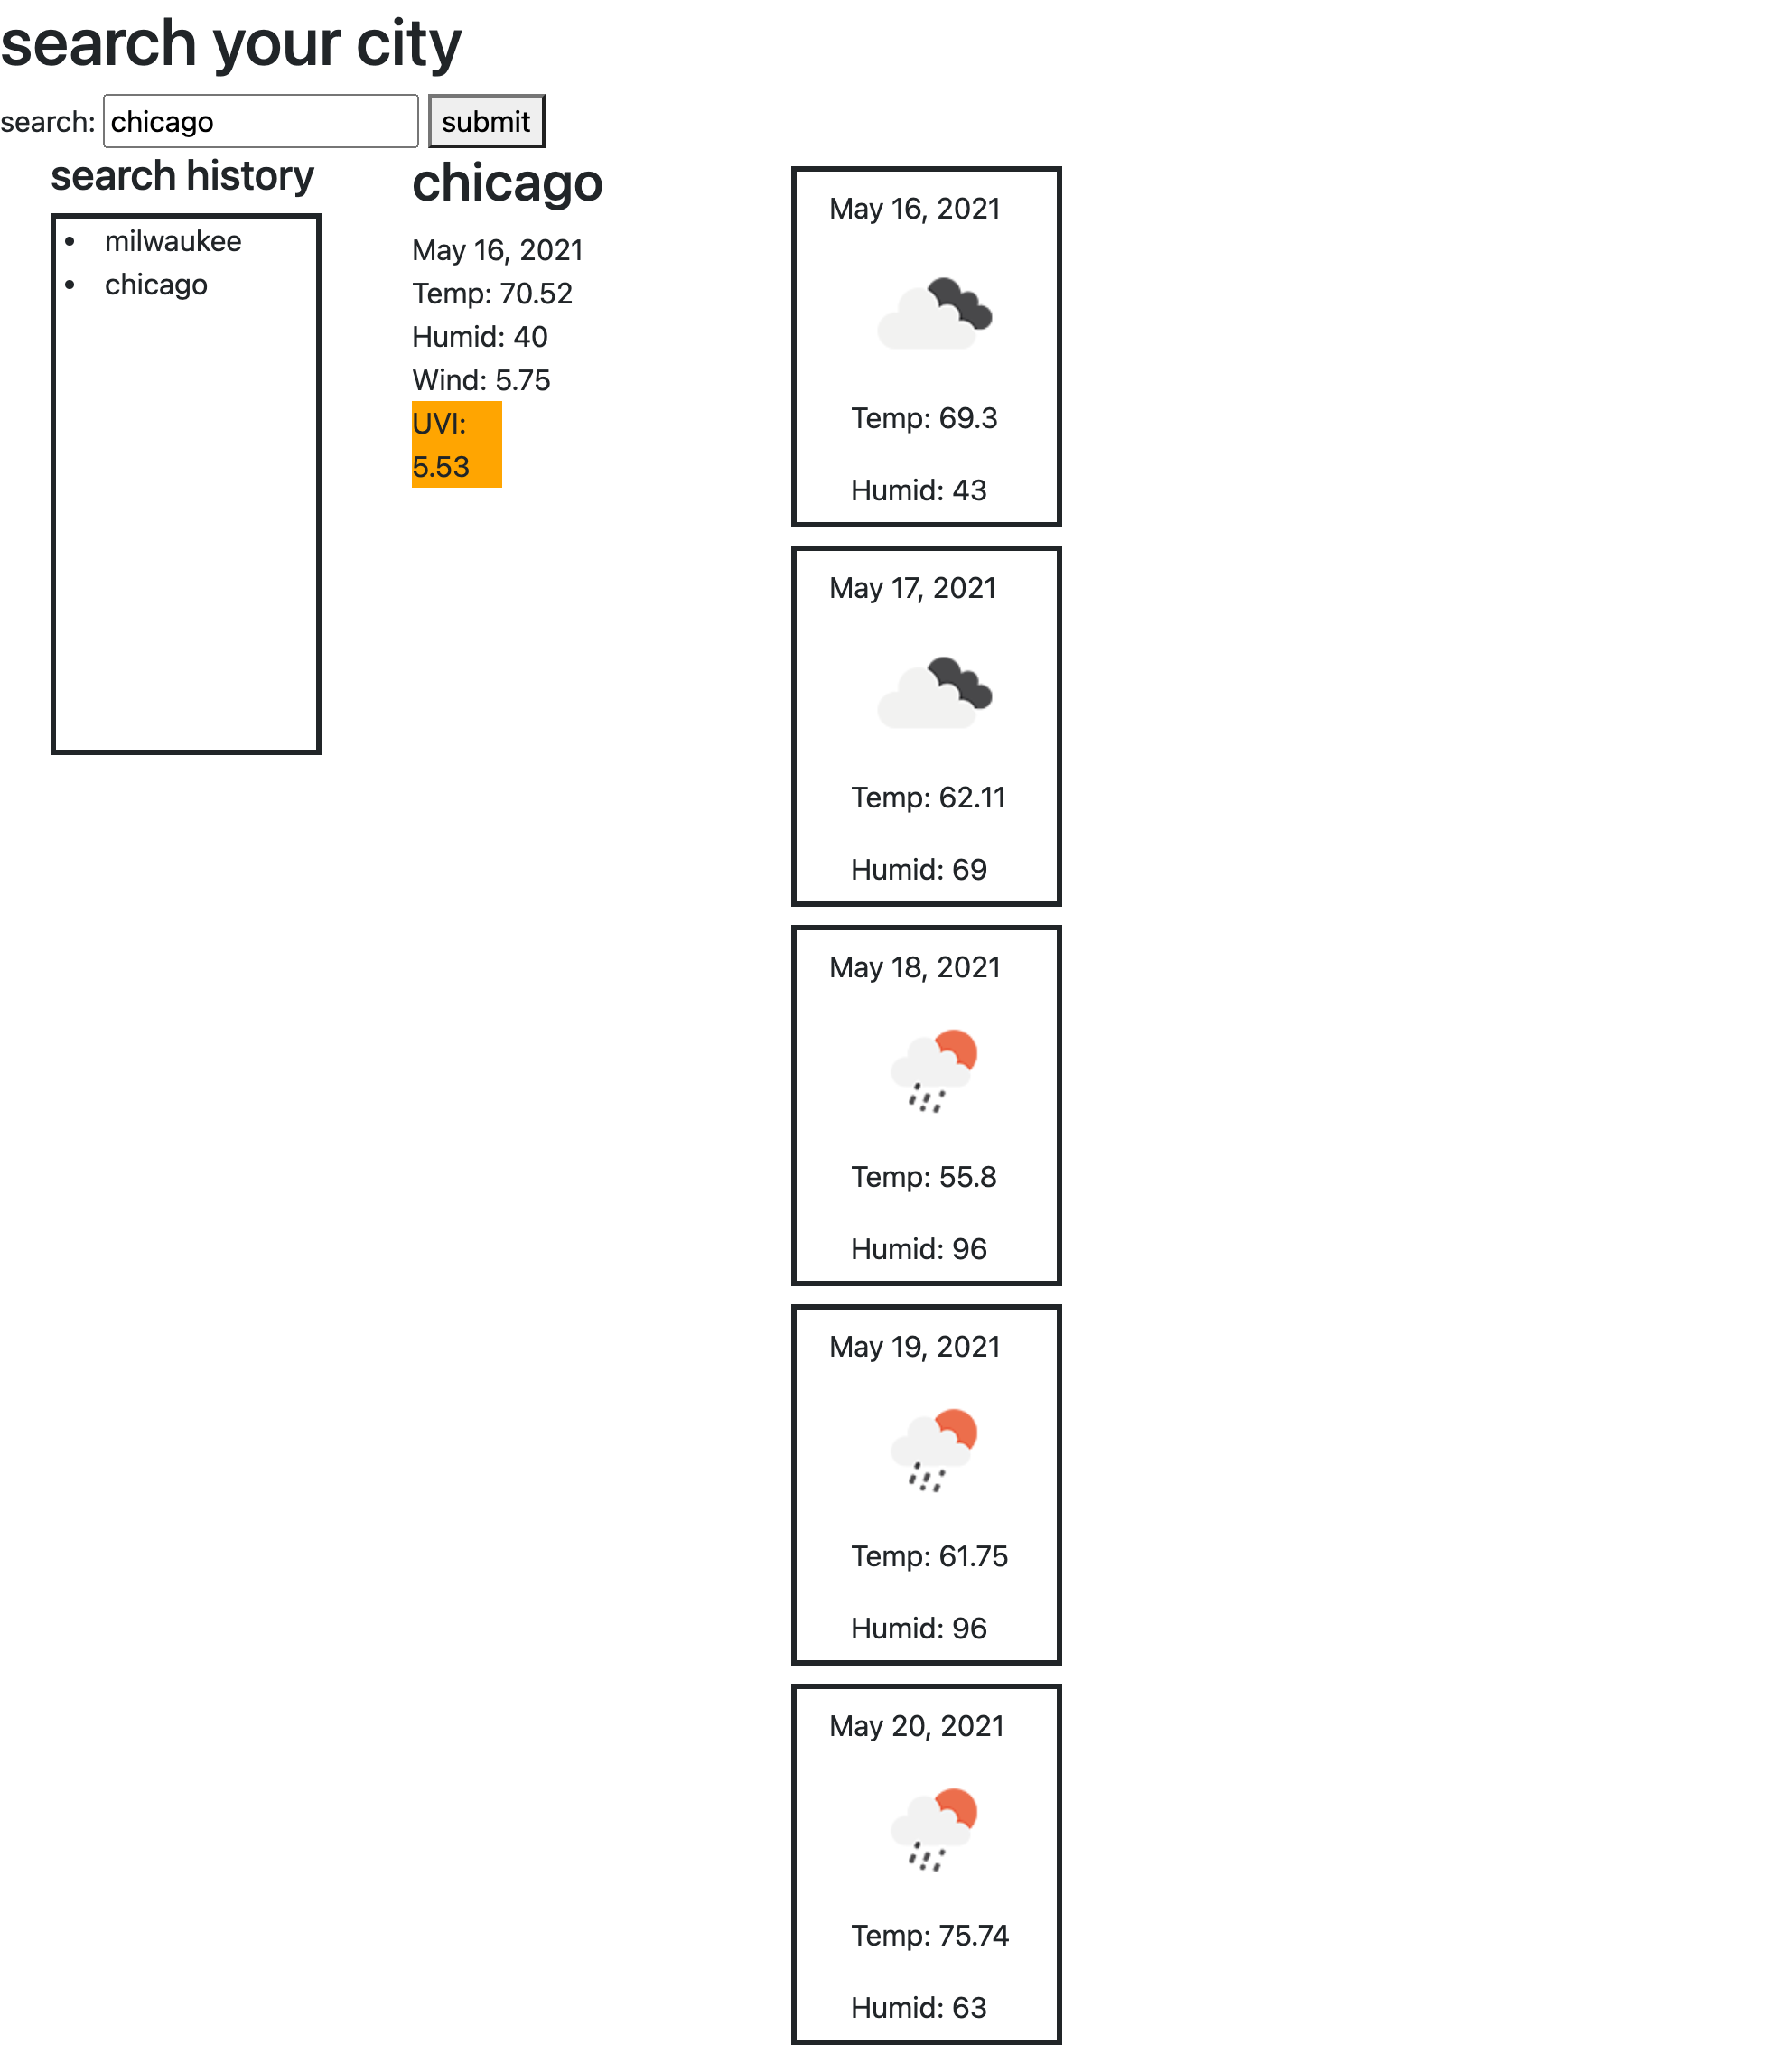 search your city
search: chicago submit
search history
milwaukee
chicago
chicago
May 16, 2021
Temp: 70.52
Humid: 40
Wind: 5.75
UVI:
5.53
May 16, 2021
Temp: 69.3
Humid: 43
May 17, 2021
Temp: 62.11
Humid: 69
May 18, 2021
Temp: 55.8
Humid: 96
May 19, 2021
Temp: 61.75
Humid: 96
May 20, 2021
Temp: 75.74
Humid: 63